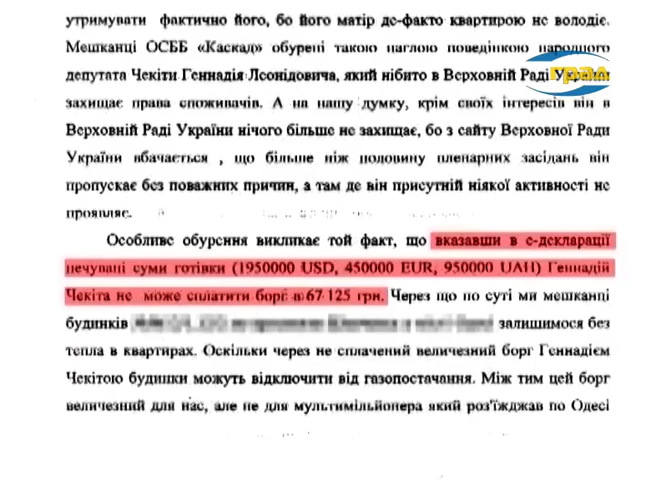 утримувати фактично його, бо його матір де-факто квартирою не володіє.
Мешканці ОСББ «Каскад» обурені такою наглою поведінкою народного
депутата Чекіти Геннадія Леонідовича, який нібито в Верховній Раді України
захищає права споживачів. А на нашу думку, крім своїх інтересів він в
Верховній Раді України нічого більше не захищає, бо з сайту Верховної Ради
України вбачається , що більше ніж половину пленарних засідань він
пропускає без поважних причин, а там де він присутній ніякої активності не
проявляє.
Особливе обурення викликає той факт, що вказавши в е-декларації
нечувані суми готівки (1950000 USD, 450000 EUR, 950000 UAH) Геннадій
Чекіта не може сплатити борг в 67 125 грн. Через що по суті ми мешканці
будинків залишимося без
тепла в квартирах. Оскільки через не сплачений величезний борг Геннадієм
Чекітою будинки можуть відключити від газопостачання. Між тим цей борг
величезний для нас, але не для мультимільйонера який роз'їжджав по Одесі
ГРАД